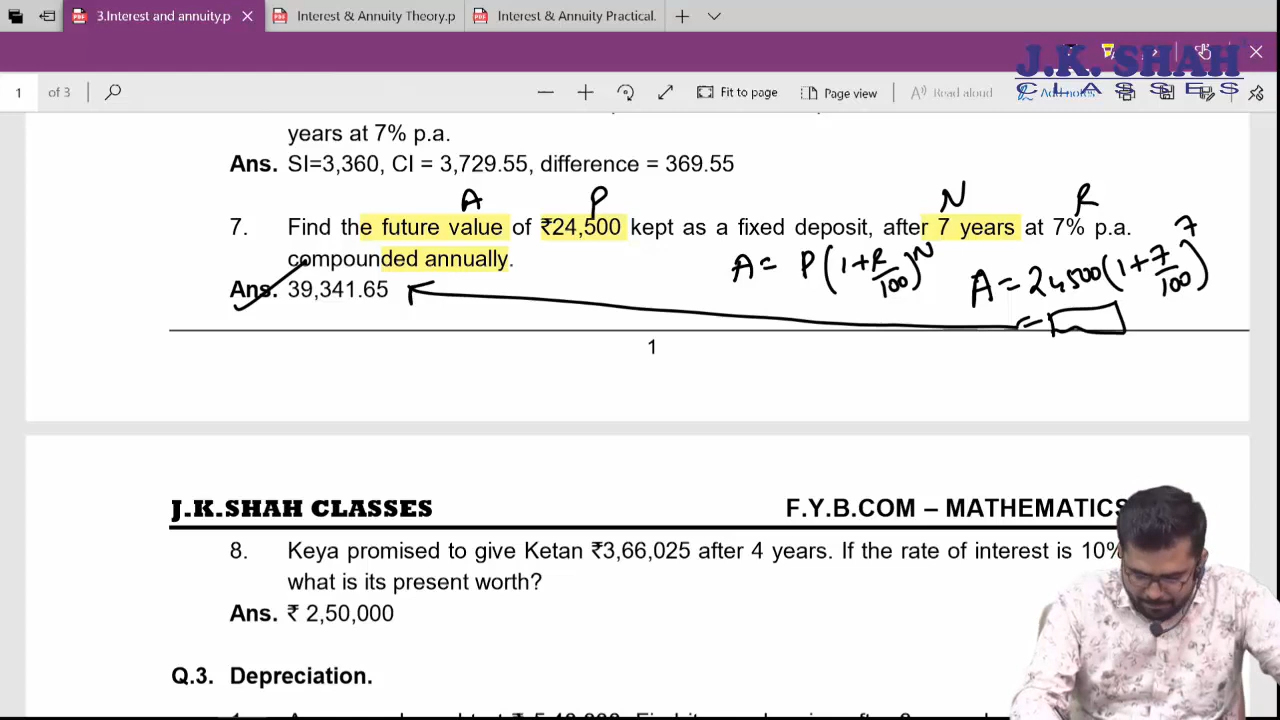 3.Interest and annuity.p
Interest & Annuity Theory.p
Interest & Annuity Practical.
J.K. SHAH
CLASSES
1 of 3
Fit to page
Page view
Read aloud
Add notes
years at 7% p.a.
Ans. SI=3,360, CI = 3,729.55, difference = 369.55
A P N R
7. Find the future value of ₹24,500 kept as a fixed deposit, after 7 years at 7% p.a.
compounded annually.
A = P(1+R/100)^N
A = 24500(1+7/100)^7
Ans. 39,341.65
=
1
J.K.SHAH CLASSES
F.Y.B.COM – MATHEMATICS
8. Keya promised to give Ketan ₹3,66,025 after 4 years. If the rate of interest is 10%
what is its present worth?
Ans. ₹ 2,50,000
Q.3. Depreciation.